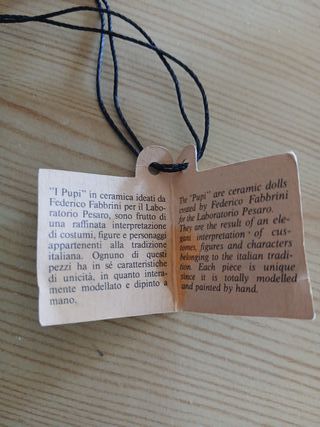 "I Pupi" in ceramica ideati da
Federico Fabbrini per il Labo-
ratorio Pesaro, sono frutto di
una raffinata interpretazione
di costumi, figure e personaggi
appartenenti alla tradizione
italiana. Ognuno di questi
pezzi ha in sé caratteristiche
di unicità, in quanto intera-
mente modellato e dipinto a
mano.
The "Pupi" are ceramic dolls
created by Federico Fabbrini
for the Laboratorio Pesaro.
They are the result of an ele-
gant interpretation of cus-
tomes, figures and characters
belonging to the italian tradi-
tion. Each piece is unique
since it is totally modelled
and painted by hand.